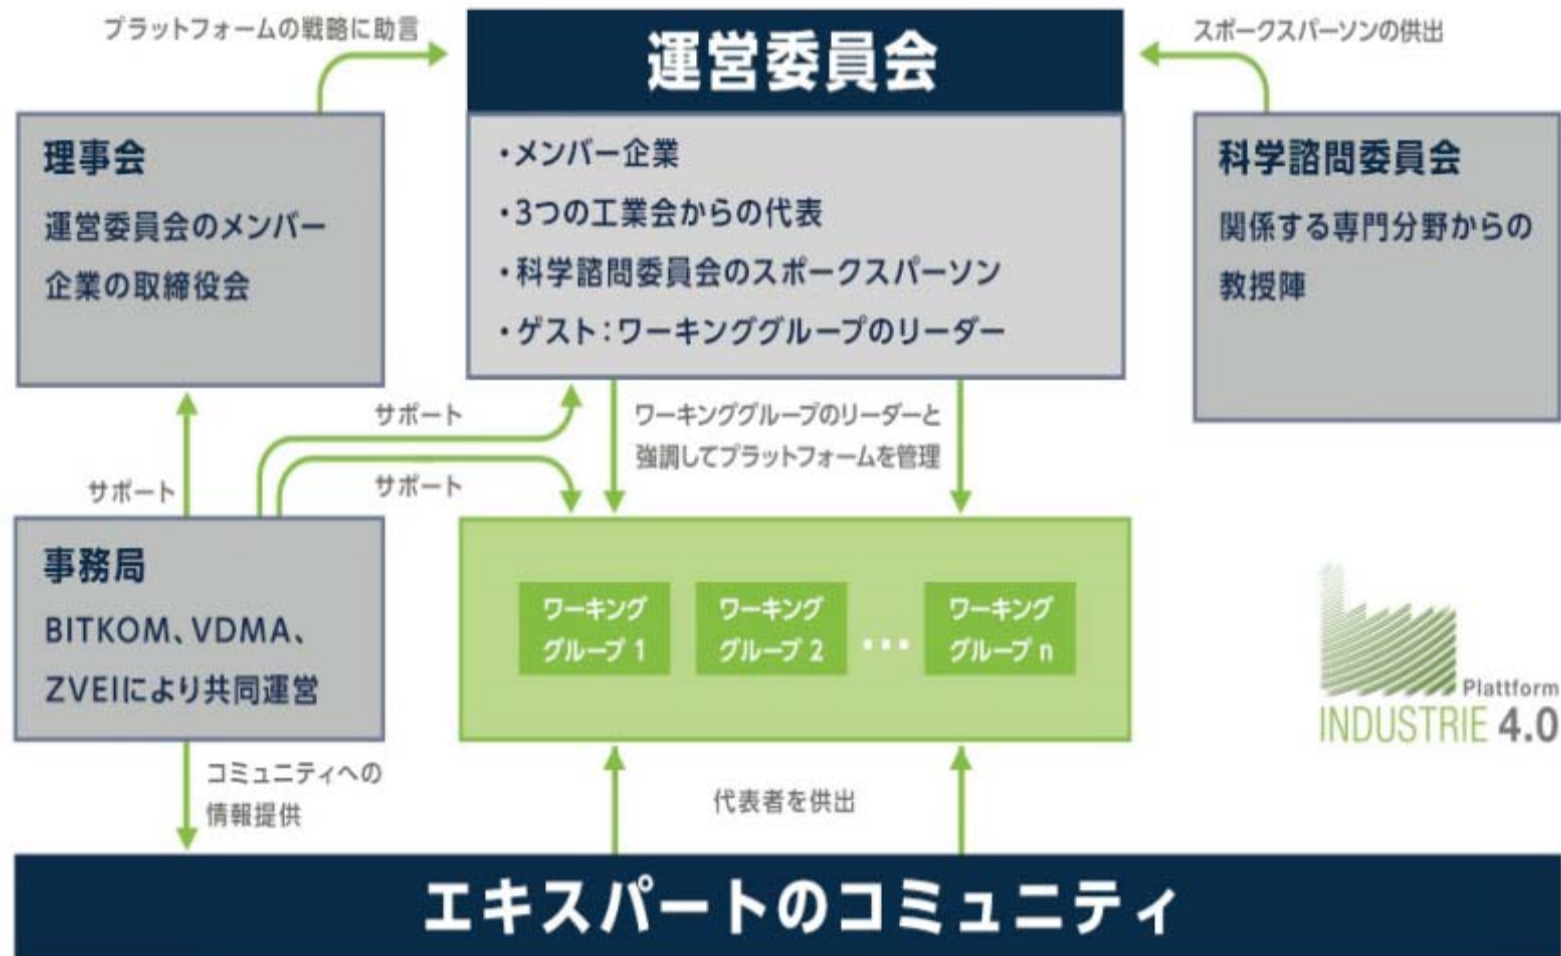 プラットフォームの戦略に助言
運営委員会
スポークスパーソンの供出
理事会
運営委員会のメンバー
企業の取締役会
・メンバー企業
・3つの工業会からの代表
・科学諮問委員会のスポークスパーソン
・ゲスト:ワーキンググループのリーダー
科学諮問委員会
関係する専門分野からの
教授陣
サポート
サポート
サポート
ワーキンググループのリーダーと
強調してプラットフォームを管理
事務局
BITKOM、VDMA、
ZVEIにより共同運営
ワーキング
グループ 1
ワーキング
グループ 2
...
ワーキング
グループ n
Plattform
INDUSTRIE 4.0
コミュニティへの
情報提供
代表者を供出
エキスパートのコミュニティ